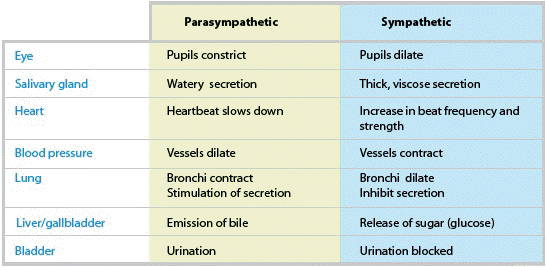 Parasympathetic Sympathetic
Eye Pupils constrict Pupils dilate
Salivary gland Watery secretion Thick, viscose secretion
Heart Heartbeat slows down Increase in beat frequency and
strength
Blood pressure Vessels dilate Vessels contract
Lung Bronchi contract Bronchi dilate
Stimulation of secretion Inhibit secretion
Liver/gallbladder Emission of bile Release of sugar (glucose)
Bladder Urination Urination blocked